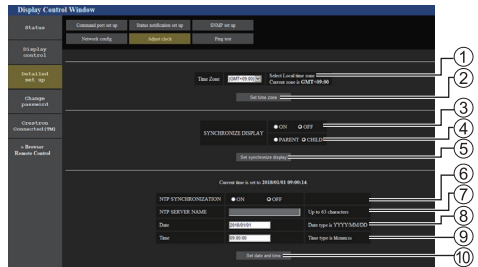 Display Control Window
Status
Display control
Detailed set up
Change password
Crestron Connected(TM)
» Browser Remote Control
Command port set up
Status notification set up
SNMP set up
Network config
Adjust clock
Ping test
Time Zone
(GMT+09:00)
Select Local time zone
Current zone is GMT+09:00
Set time zone
SYNCHRONIZE DISPLAY
ON OFF
PARENT CHILD
Set synchronize display
Current time is set to 2018/01/01 09:00:14
NTP SYNCHRONIZATION ON OFF
NTP SERVER NAME Up to 63 characters
Date 2018/01/01 Date type is YYYY/MM/DD
Time 09:00:00 Time type is hh:mm:ss
Set date and time
1
2
3
4
5
6
7
8
9
10